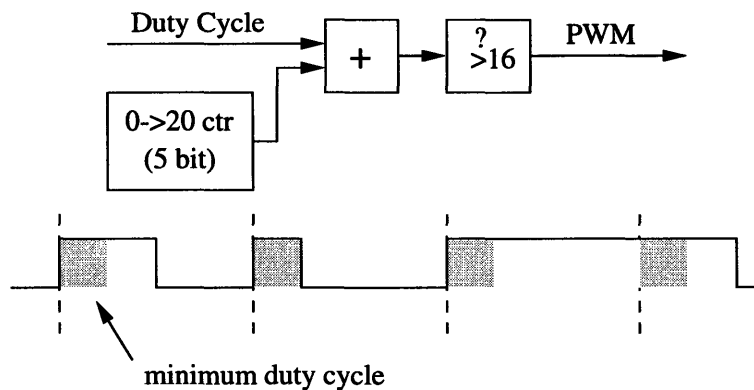 Duty Cycle
+
?
>16
PWM
0->20 ctr
(5 bit)
minimum duty cycle